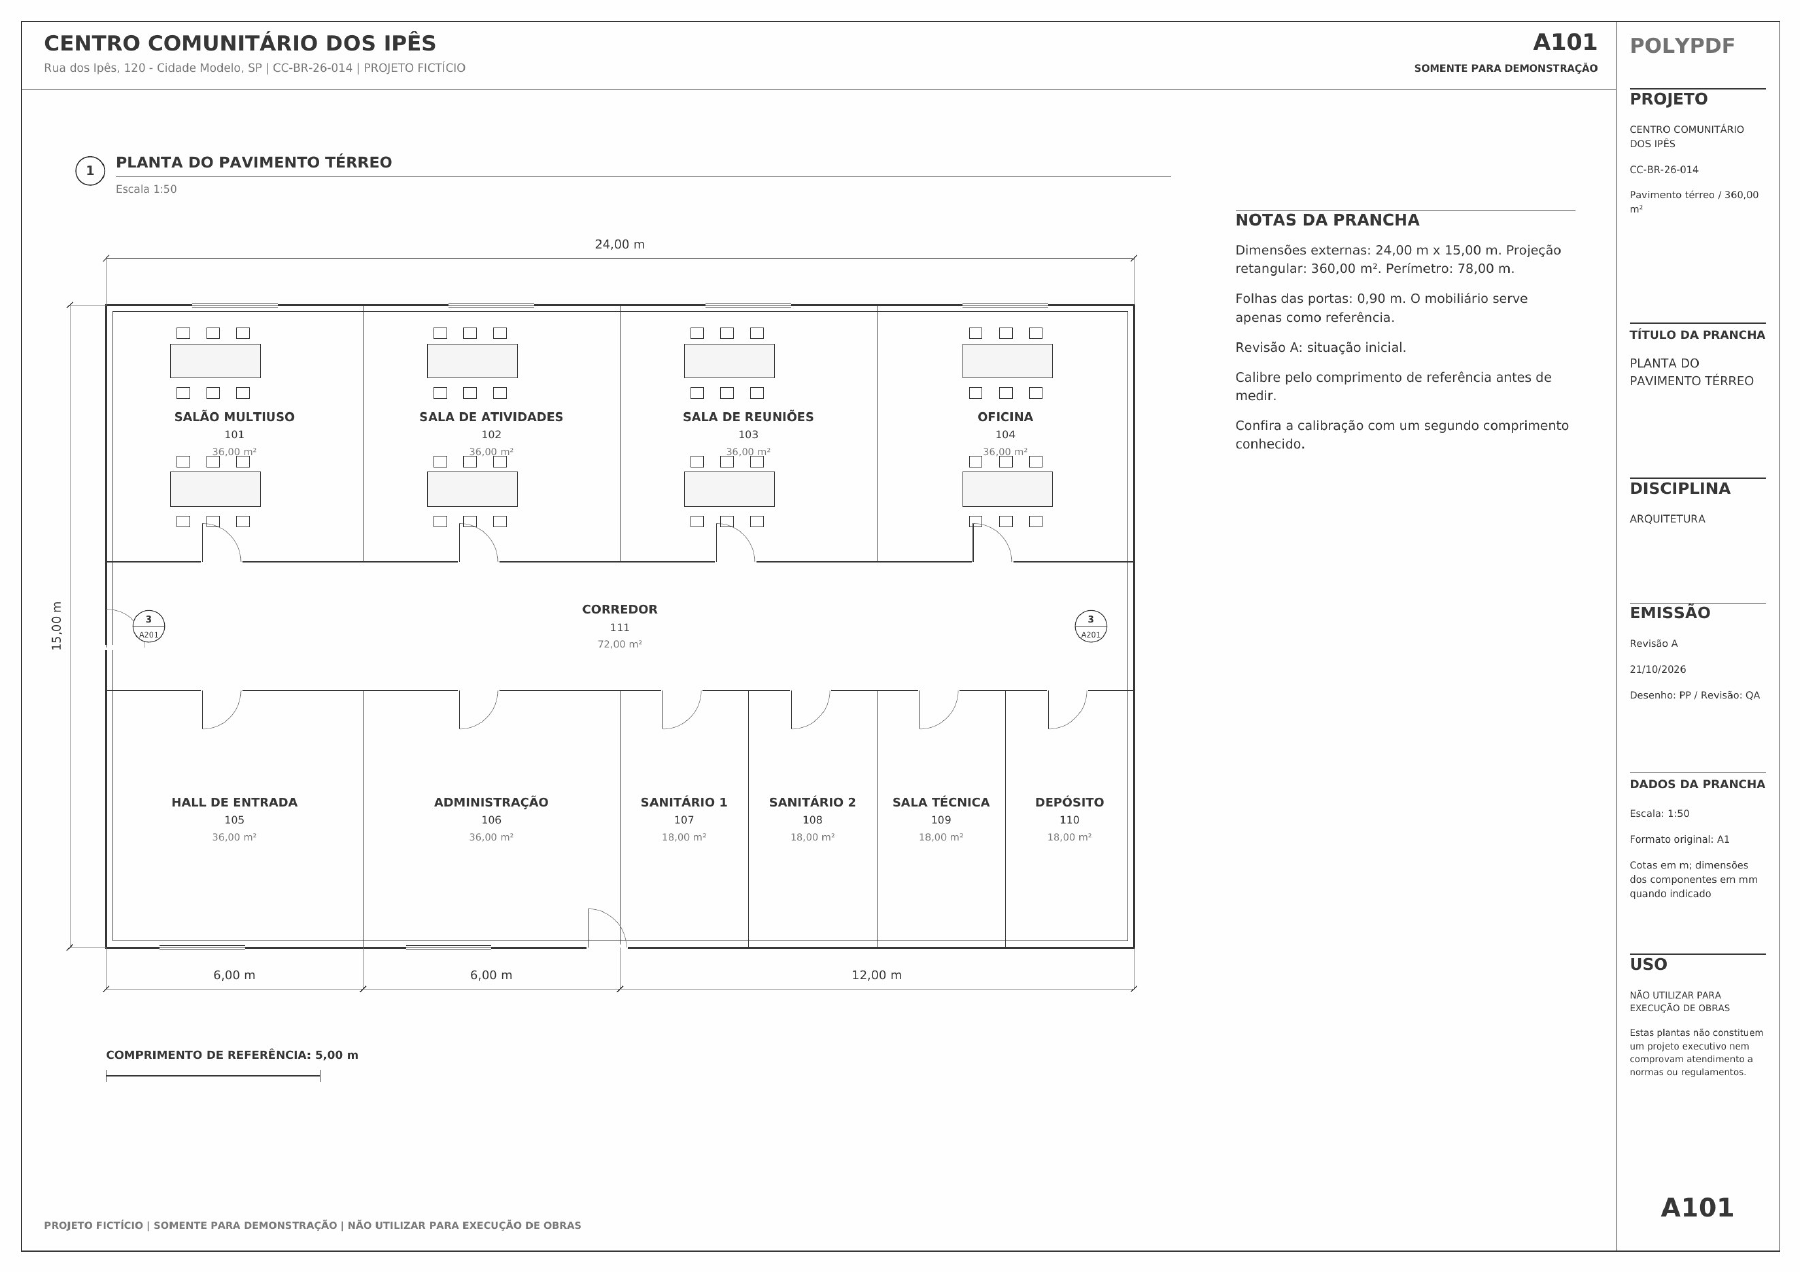 CENTRO COMUNITÁRIO DOS IPÊS
Rua dos Ipês, 120 - Cidade Modelo, SP | CC-BR-26-014 | PROJETO FICTÍCIO
A101
SOMENTE PARA DEMONSTRAÇÃO
1
PLANTA DO PAVIMENTO TÉRREO
Escala 1:50
24,00 m
15,00 m
SALÃO MULTIUSO
101
36,00 m²
SALA DE ATIVIDADES
102
36,00 m²
SALA DE REUNIÕES
103
36,00 m²
OFICINA
104
36,00 m²
3
A201
CORREDOR
111
72,00 m²
3
A201
HALL DE ENTRADA
105
36,00 m²
ADMINISTRAÇÃO
106
36,00 m²
SANITÁRIO 1
107
18,00 m²
SANITÁRIO 2
108
18,00 m²
SALA TÉCNICA
109
18,00 m²
DEPÓSITO
110
18,00 m²
6,00 m
6,00 m
12,00 m
COMPRIMENTO DE REFERÊNCIA: 5,00 m
NOTAS DA PRANCHA
Dimensões externas: 24,00 m x 15,00 m. Projeção
retangular: 360,00 m². Perímetro: 78,00 m.
Folhas das portas: 0,90 m. O mobiliário serve
apenas como referência.
Revisão A: situação inicial.
Calibre pelo comprimento de referência antes de
medir.
Confira a calibração com um segundo comprimento
conhecido.
POLYPDF
PROJETO
CENTRO COMUNITÁRIO
DOS IPÊS
CC-BR-26-014
Pavimento térreo / 360,00
m²
TÍTULO DA PRANCHA
PLANTA DO
PAVIMENTO TÉRREO
DISCIPLINA
ARQUITETURA
EMISSÃO
Revisão A
21/10/2026
Desenho: PP / Revisão: QA
DADOS DA PRANCHA
Escala: 1:50
Formato original: A1
Cotas em m; dimensões
dos componentes em mm
quando indicado
USO
NÃO UTILIZAR PARA
EXECUÇÃO DE OBRAS
Estas plantas não constituem
um projeto executivo nem
comprovam atendimento a
normas ou regulamentos.
A101
PROJETO FICTÍCIO | SOMENTE PARA DEMONSTRAÇÃO | NÃO UTILIZAR PARA EXECUÇÃO DE OBRAS